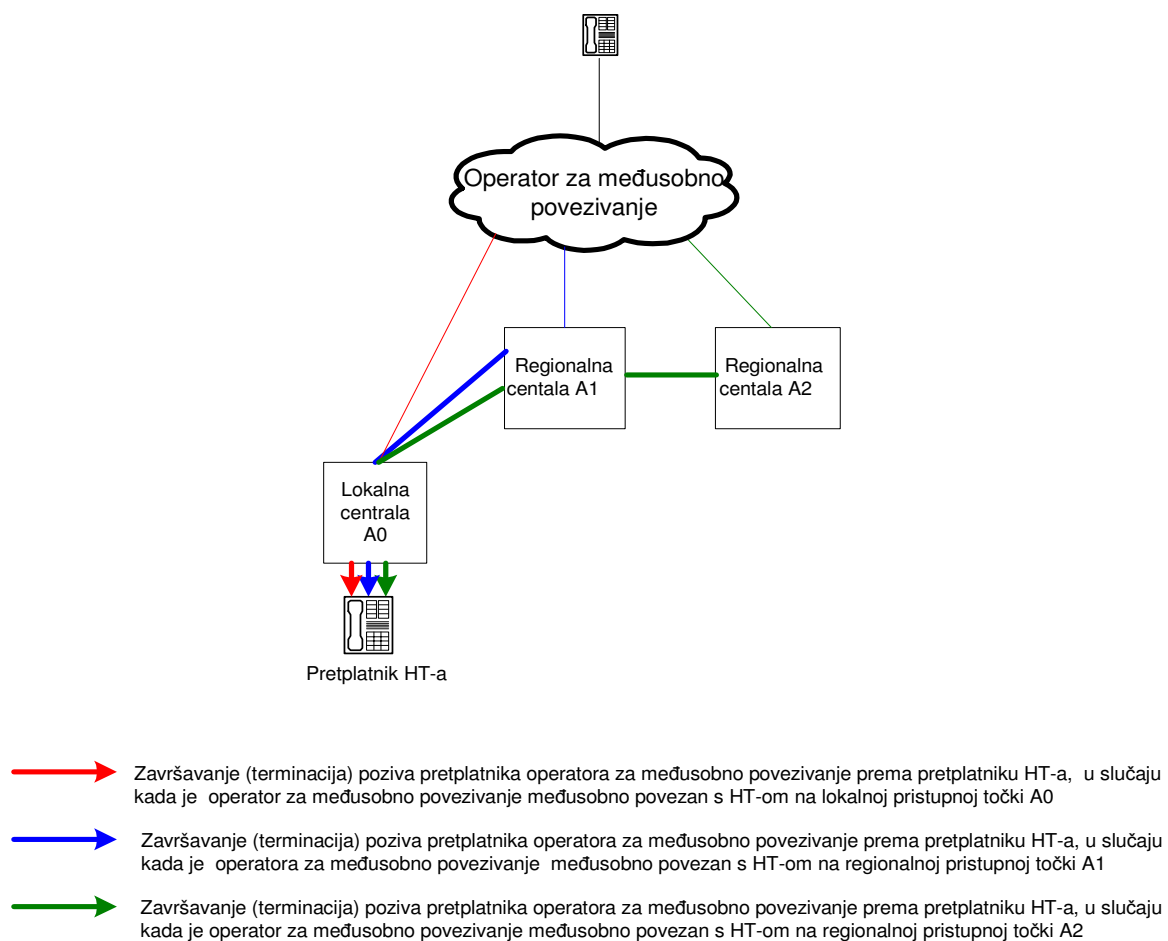 Operator za međusobno
povezivanje
Regionalna
centala A1
Regionalna
centala A2
Lokalna
centrala
A0
Pretplatnik HT-a
Završavanje (terminacija) poziva pretplatnika operatora za međusobno povezivanje prema pretplatniku HT-a, u slučaju
kada je operator za međusobno povezivanje međusobno povezan s HT-om na lokalnoj pristupnoj točki A0
Završavanje (terminacija) poziva pretplatnika operatora za međusobno povezivanje prema pretplatniku HT-a, u slučaju
kada je operatora za međusobno povezivanje međusobno povezan s HT-om na regionalnoj pristupnoj točki A1
Završavanje (terminacija) poziva pretplatnika operatora za međusobno povezivanje prema pretplatniku HT-a, u slučaju
kada je operator za međusobno povezivanje međusobno povezan s HT-om na regionalnoj pristupnoj točki A2